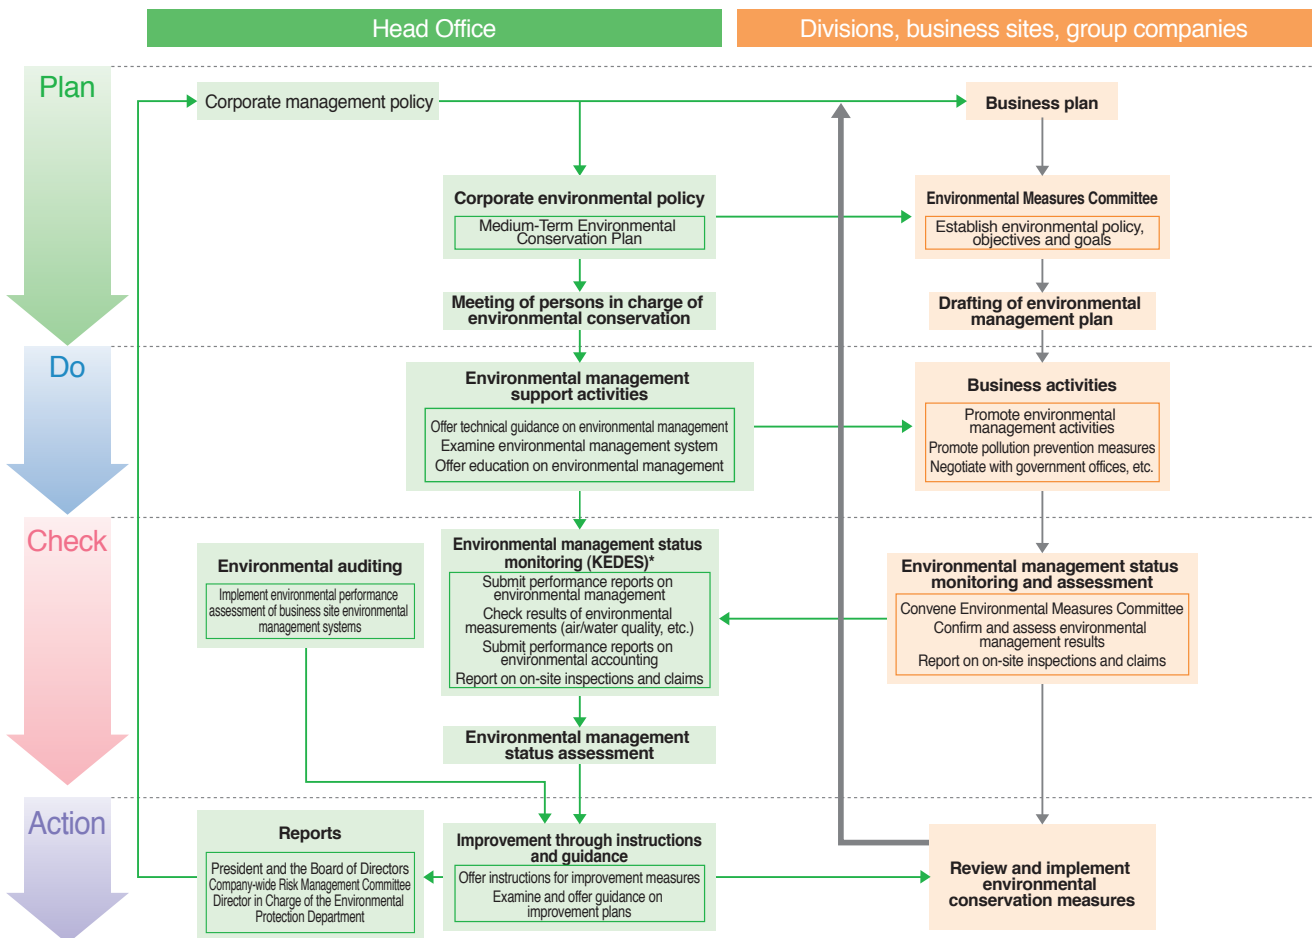 Head Office
Divisions, business sites, group companies
Plan
Corporate management policy
Business plan
Corporate environmental policy
Medium-Term Environmental
Conservation Plan
Environmental Measures Committee
Establish environmental policy,
objectives and goals
Meeting of persons in charge of
environmental conservation
Drafting of environmental
management plan
Do
Environmental management
support activities
Offer technical guidance on environmental management
Examine environmental management system
Offer education on environmental management
Business activities
Promote environmental
management activities
Promote pollution prevention measures
Negotiate with government offices, etc.
Check
Environmental auditing
Implement environmental performance
assessment of business site environmental
management systems
Environmental management status
monitoring (KEDES)*
Submit performance reports on
environmental management
Check results of environmental
measurements (air/water quality, etc.)
Submit performance reports on
environmental accounting
Report on on-site inspections and claims
Environmental management status
monitoring and assessment
Convene Environmental Measures Committee
Confirm and assess environmental
management results
Report on on-site inspections and claims
Environmental management
status assessment
Action
Reports
President and the Board of Directors
Company-wide Risk Management Committee
Director in Charge of the Environmental
Protection Department
Improvement through instructions
and guidance
Offer instructions for improvement measures
Examine and offer guidance on
improvement plans
Review and implement
environmental
conservation measures